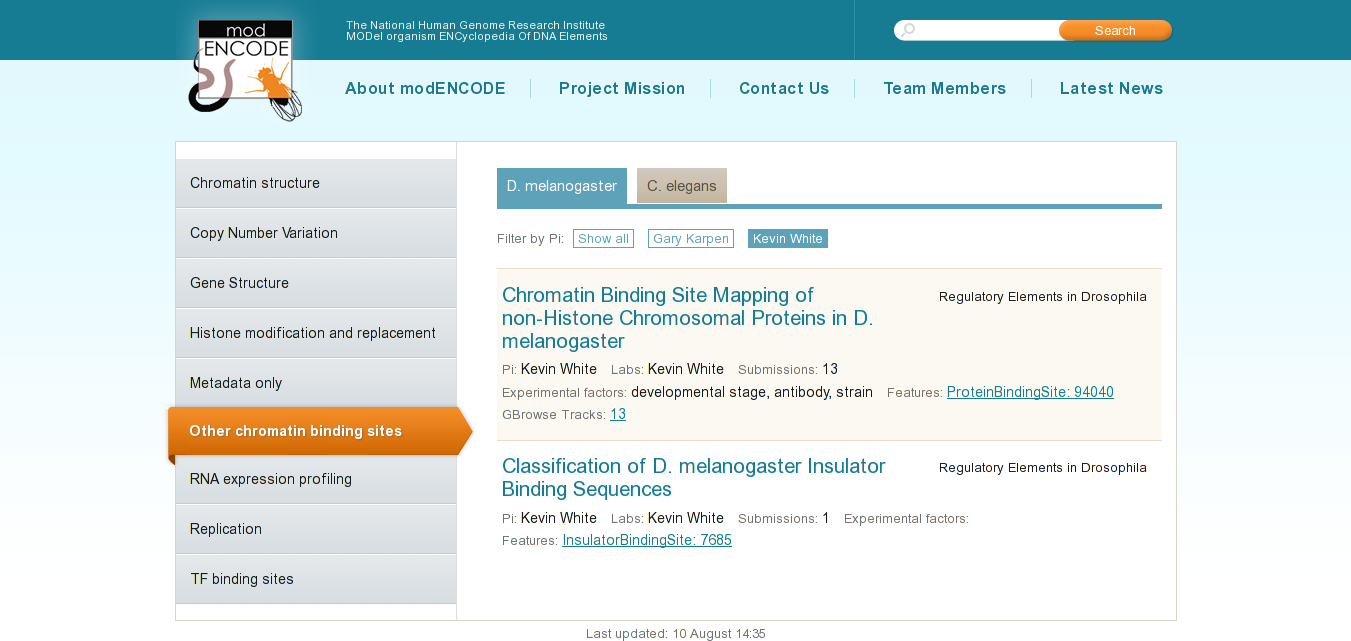 mod
ENCODE
The National Human Genome Research Institute
MODel organism ENCyclopedia Of DNA Elements
Search
About modENCODE
Project Mission
Contact Us
Team Members
Latest News
Chromatin structure
Copy Number Variation
Gene Structure
Histone modification and replacement
Metadata only
Other chromatin binding sites
RNA expression profiling
Replication
TF binding sites
D. melanogaster
C. elegans
Filter by Pi: Show all Gary Karpen Kevin White
Chromatin Binding Site Mapping of
non-Histone Chromosomal Proteins in D.
melanogaster
Regulatory Elements in Drosophila
Pi: Kevin White Labs: Kevin White Submissions: 13
Experimental factors: developmental stage, antibody, strain Features: ProteinBindingSite: 94040
GBrowse Tracks: 13
Classification of D. melanogaster Insulator
Binding Sequences
Regulatory Elements in Drosophila
Pi: Kevin White Labs: Kevin White Submissions: 1 Experimental factors:
Features: InsulatorBindingSite: 7685
Last updated: 10 August 14:35